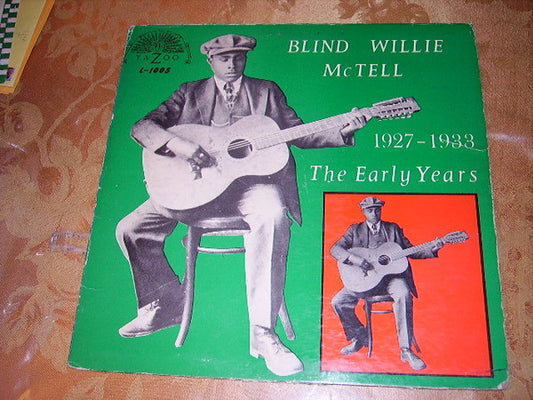 YAZOO
L-1005
BLIND WILLIE
McTELL
1927-1933
The Early Years